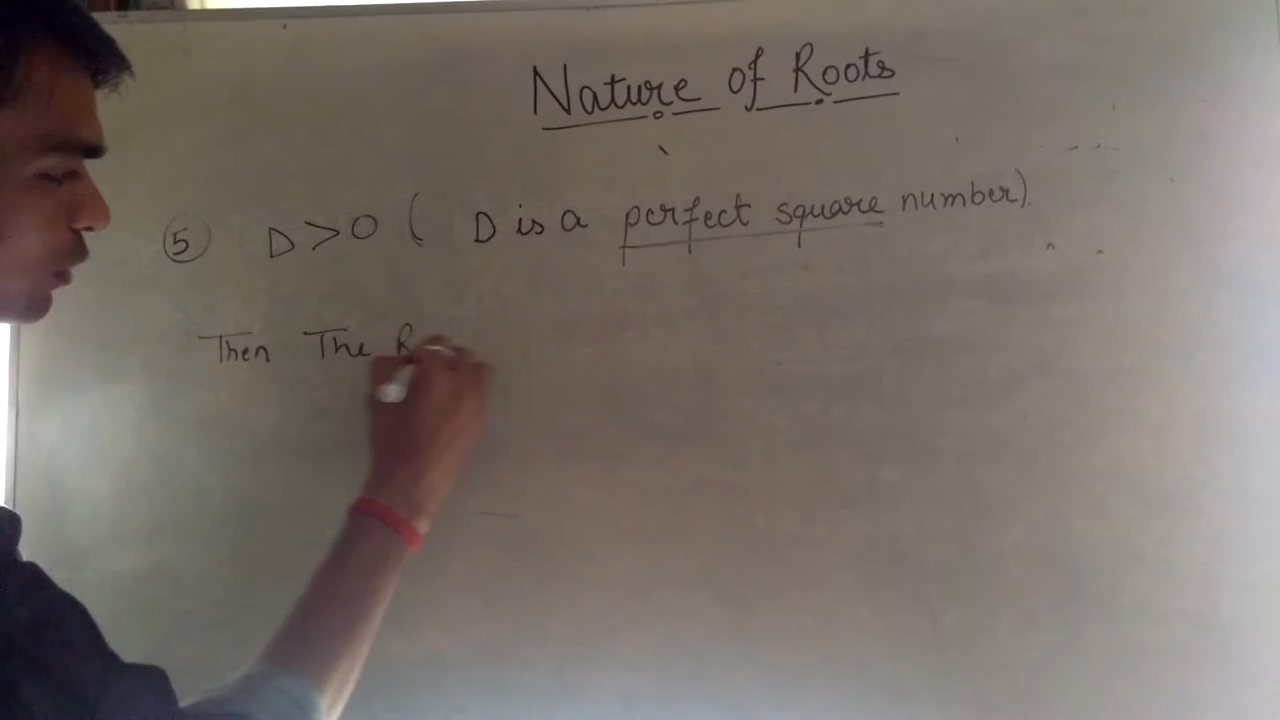 Nature of Roots
5 D>0 ( D is a perfect square number).
Then The R